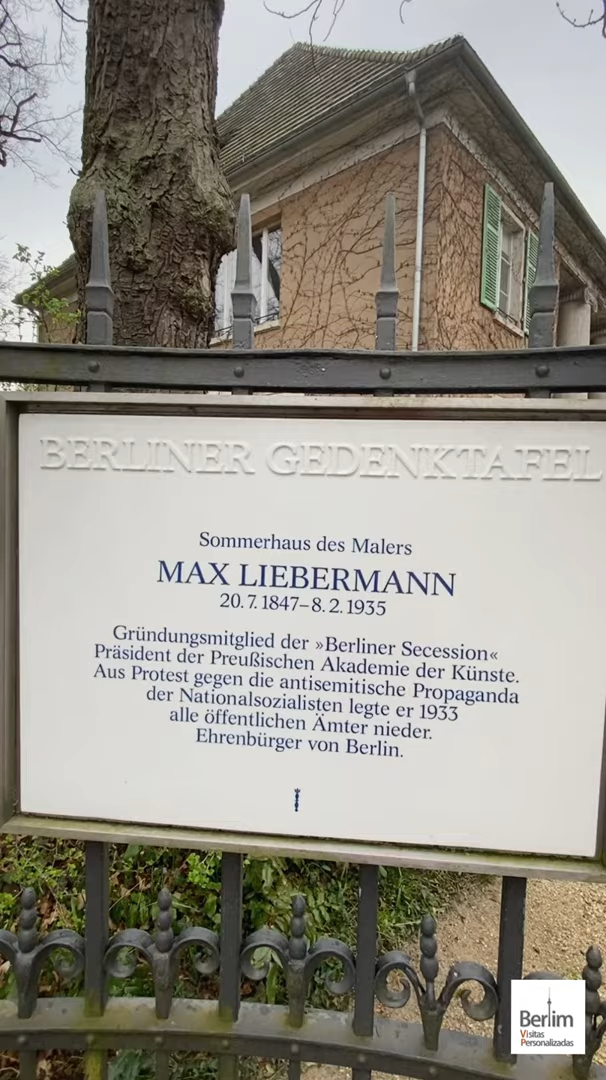 BERLINER GEDENKTAFEL
Sommerhaus des Malers
MAX LIEBERMANN
20.7.1847–8.2.1935
Gründungsmitglied der »Berliner Secession«
Präsident der Preußischen Akademie der Künste.
Aus Protest gegen die antisemitische Propaganda
der Nationalsozialisten legte er 1933
alle öffentlichen Ämter nieder.
Ehrenbürger von Berlin.
Berlim
Visitas
Personalizadas